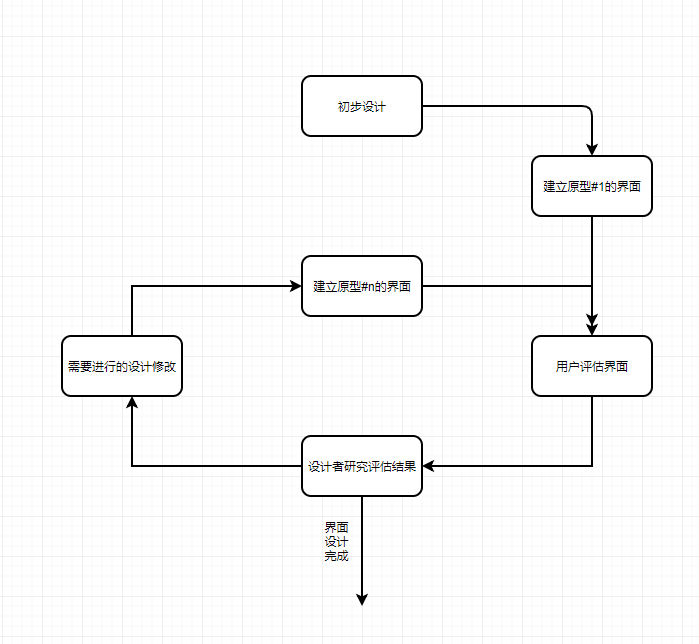 初步设计
建立原型#1的界面
建立原型#n的界面
需要进行的设计修改
用户评估界面
设计者研究评估结果
界面
设计
完成